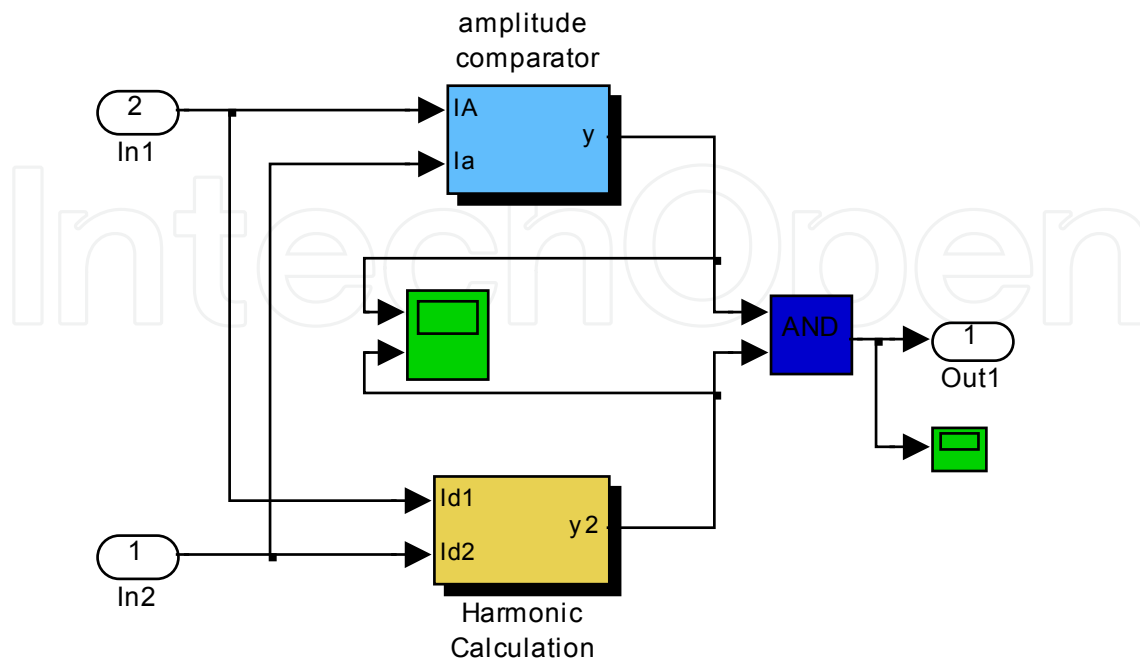 amplitude
comparator
2
In1
IA
Ia
y
IntechOpen
AND
1
Out1
Id1
Id2
y2
1
In2
Harmonic
Calculation